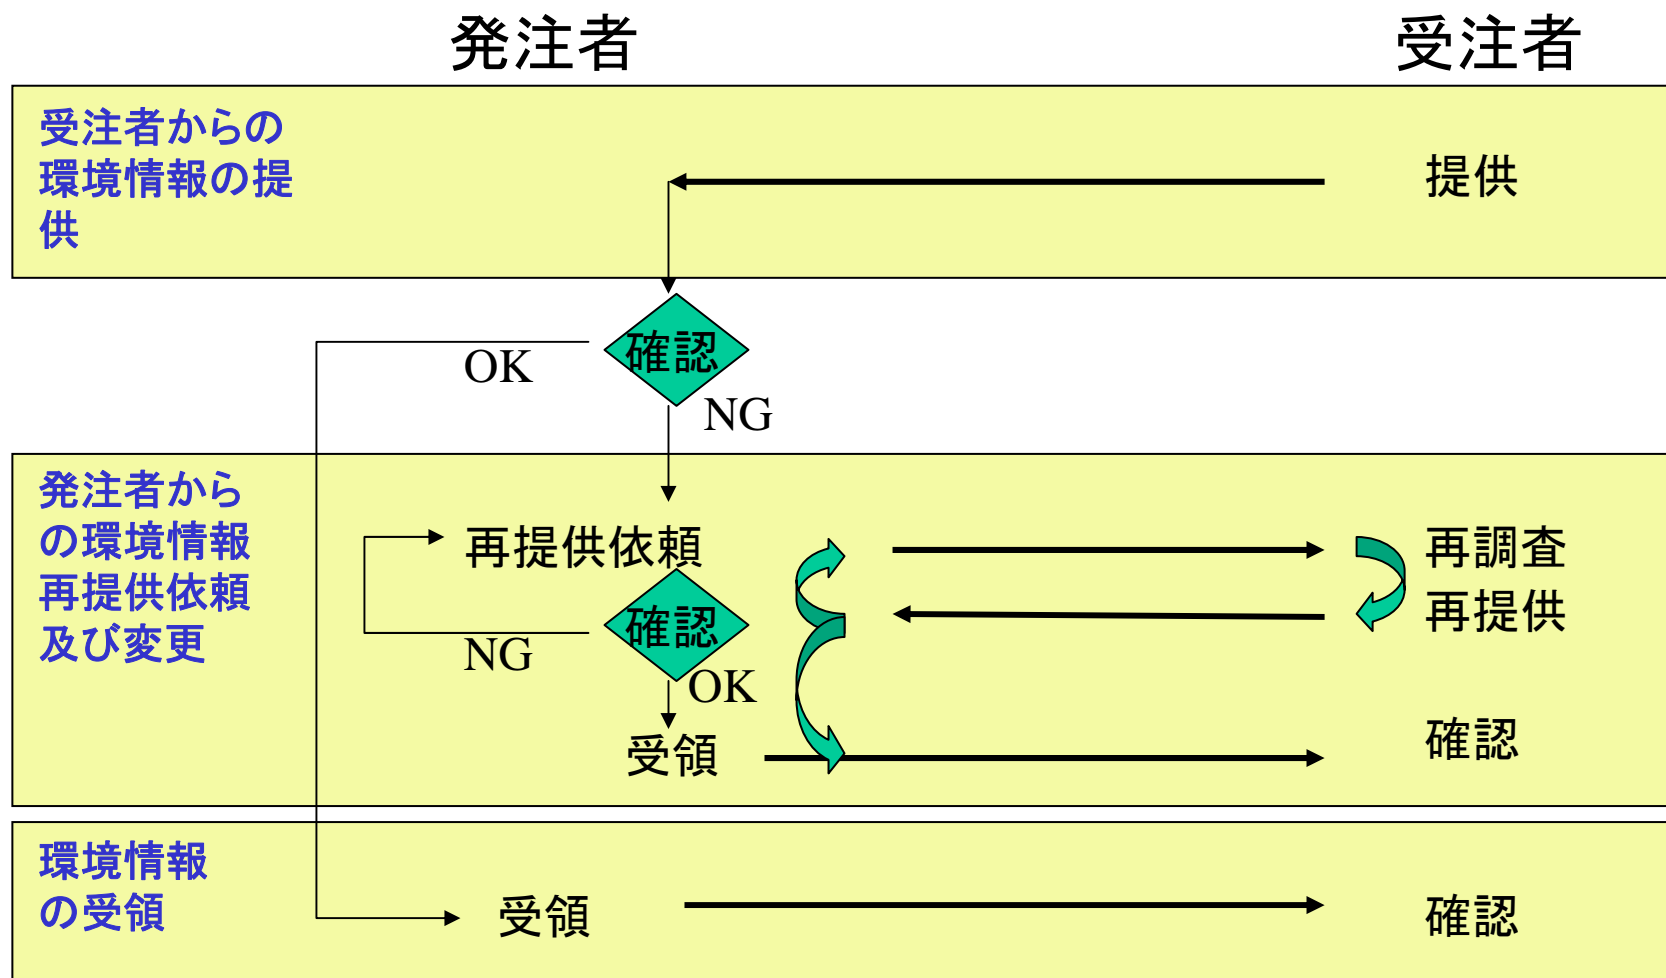 発注者
受注者
受注者からの
環境情報の提
供
提供
確認
OK
NG
発注者から
の環境情報
再提供依頼
及び変更
再提供依頼
再調査
確認
再提供
NG
OK
受領
確認
環境情報
の受領
受領
確認